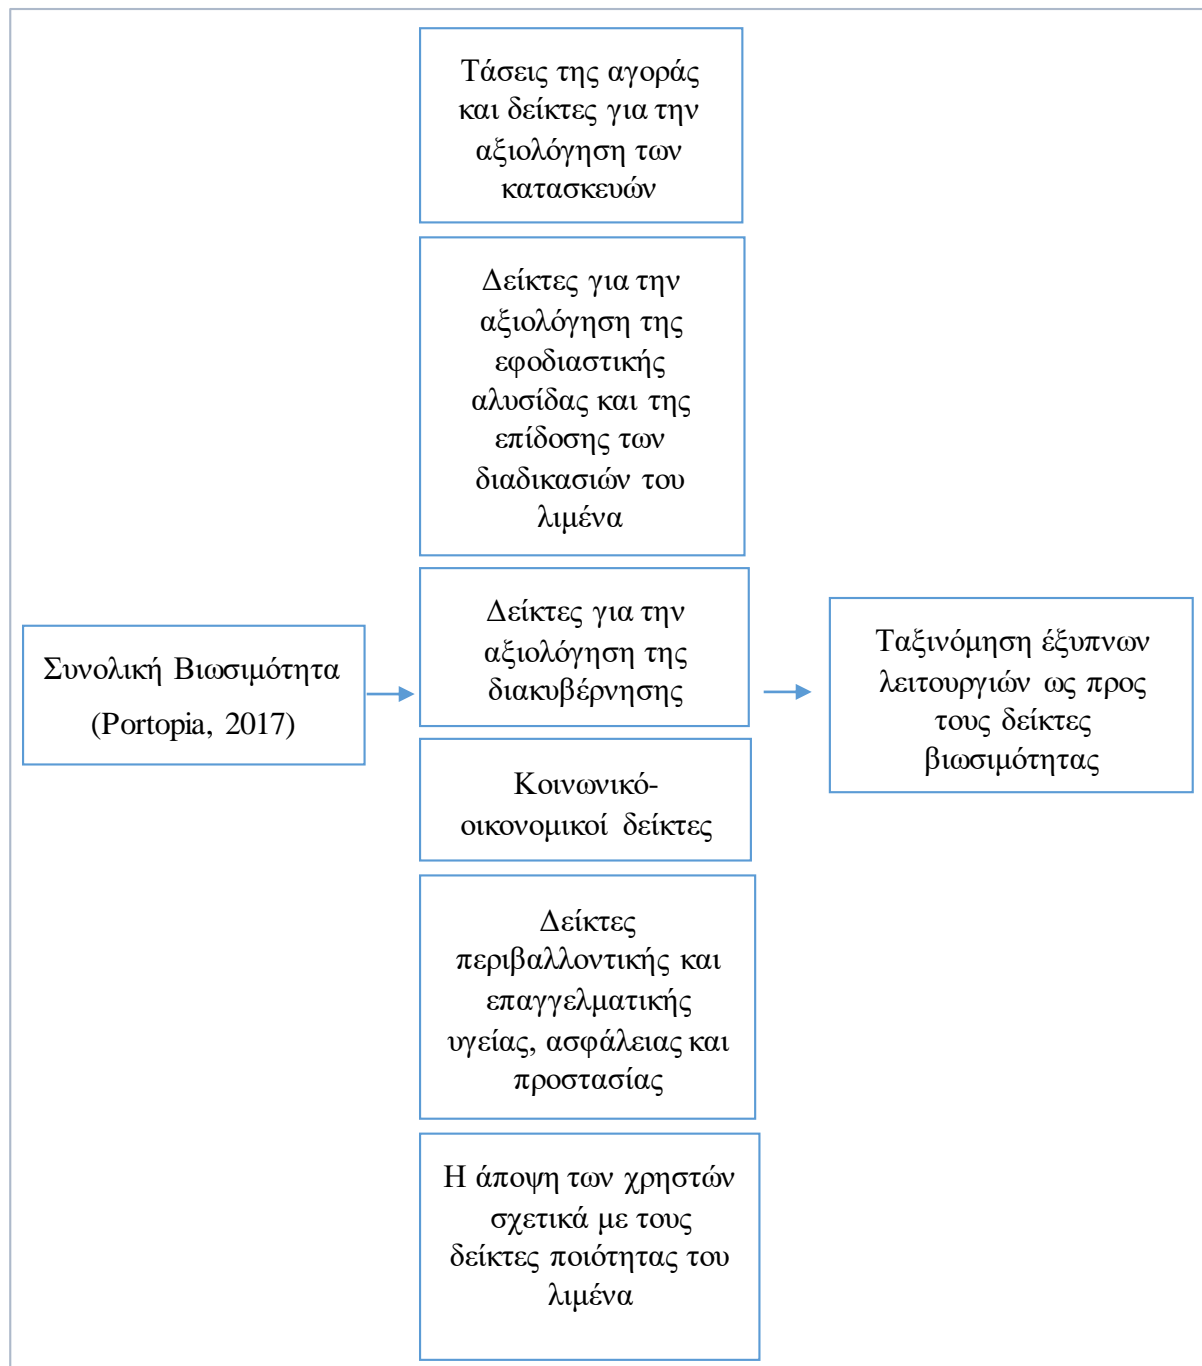 Τάσεις της αγοράς
και δείκτες για την
αξιολόγηση των
κατασκευών
Δείκτες για την
αξιολόγηση της
εφοδιαστικής
αλυσίδας και της
επίδοσης των
διαδικασιών του
λιμένα
Συνολική Βιωσιμότητα
(Portopia, 2017)
Δείκτες για την
αξιολόγηση της
διακυβέρνησης
Ταξινόμηση έξυπνων
λειτουργιών ως προς
τους δείκτες
βιωσιμότητας
Κοινωνικό-
οικονομικοί δείκτες
Δείκτες
περιβαλλοντικής και
επαγγελματικής
υγείας, ασφάλειας και
προστασίας
Η άποψη των χρηστών
σχετικά με τους
δείκτες ποιότητας του
λιμένα